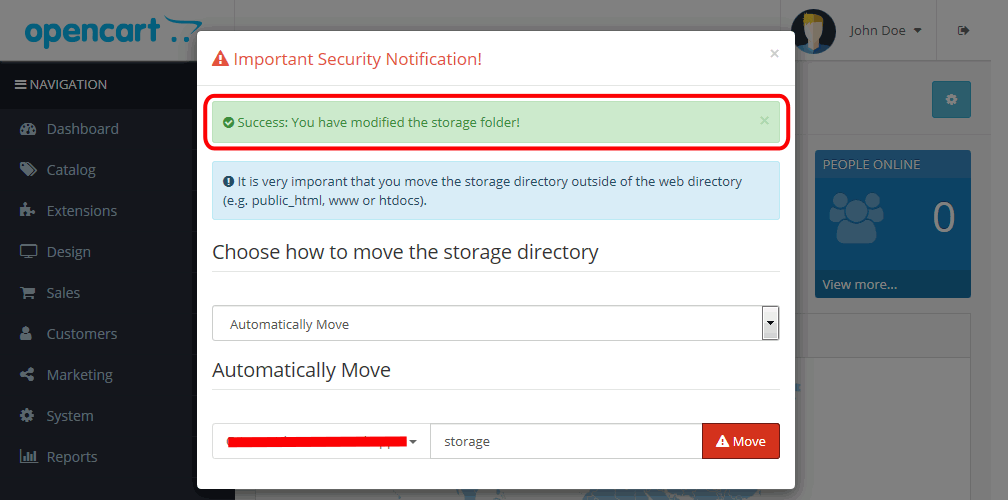 opencart
John Doe
Important Security Notification!
NAVIGATION
Success: You have modified the storage folder!
Dashboard
It is very imporant that you move the storage directory outside of the web directory
(e.g. public_html, www or htdocs).
PEOPLE ONLINE
0
View more...
Catalog
Extensions
Design
Sales
Customers
Marketing
System
Reports
Choose how to move the storage directory
Automatically Move
Automatically Move
storage
Move